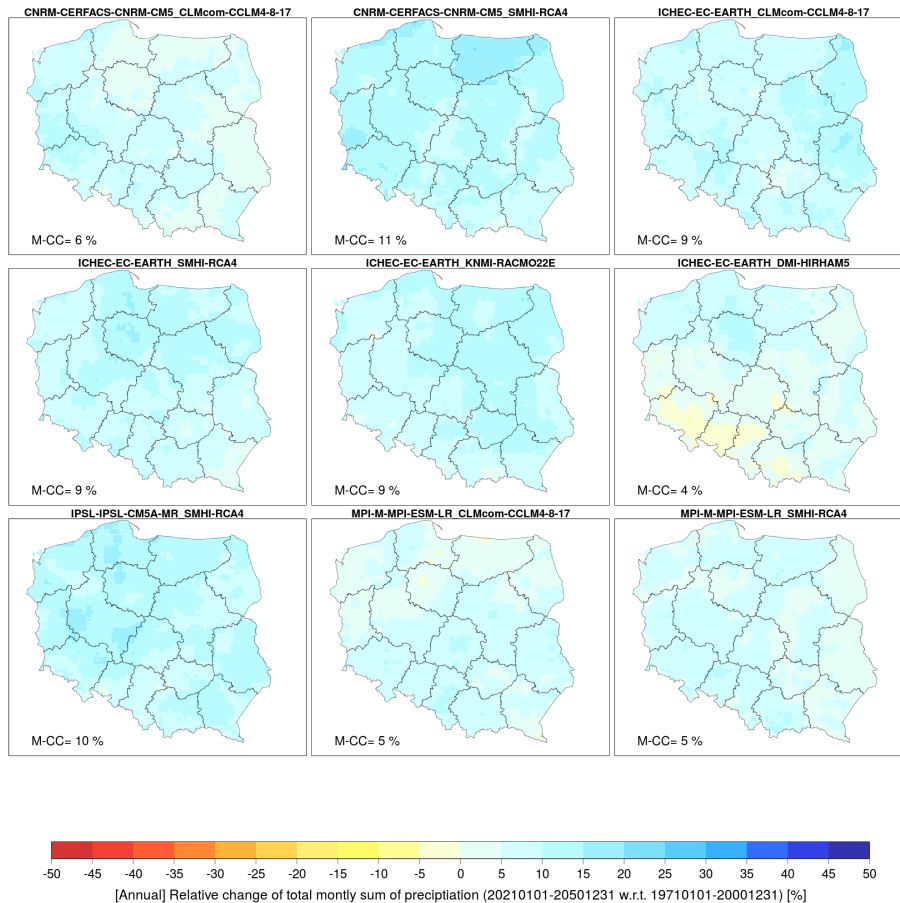 CNRM-CERFACS-CNRM-CM5_CLMcom-CCLM4-8-17
CNRM-CERFACS-CNRM-CM5_SMHI-RCA4
ICHEC-EC-EARTH_CLMcom-CCLM4-8-17
M-CC= 6 %
M-CC= 11 %
M-CC= 9 %
ICHEC-EC-EARTH_SMHI-RCA4
ICHEC-EC-EARTH_KNMI-RACMO22E
ICHEC-EC-EARTH_DMI-HIRHAM5
M-CC= 9 %
M-CC= 9 %
M-CC= 4 %
IPSL-IPSL-CM5A-MR_SMHI-RCA4
MPI-M-MPI-ESM-LR_CLMcom-CCLM4-8-17
MPI-M-MPI-ESM-LR_SMHI-RCA4
M-CC= 10 %
M-CC= 5 %
M-CC= 5 %
-50 -45 -40 -35 -30 -25 -20 -15 -10 -5 0 5 10 15 20 25 30 35 40 45 50
[Annual] Relative change of total montly sum of preciptiation (20210101-20501231 w.r.t. 19710101-20001231) [%]